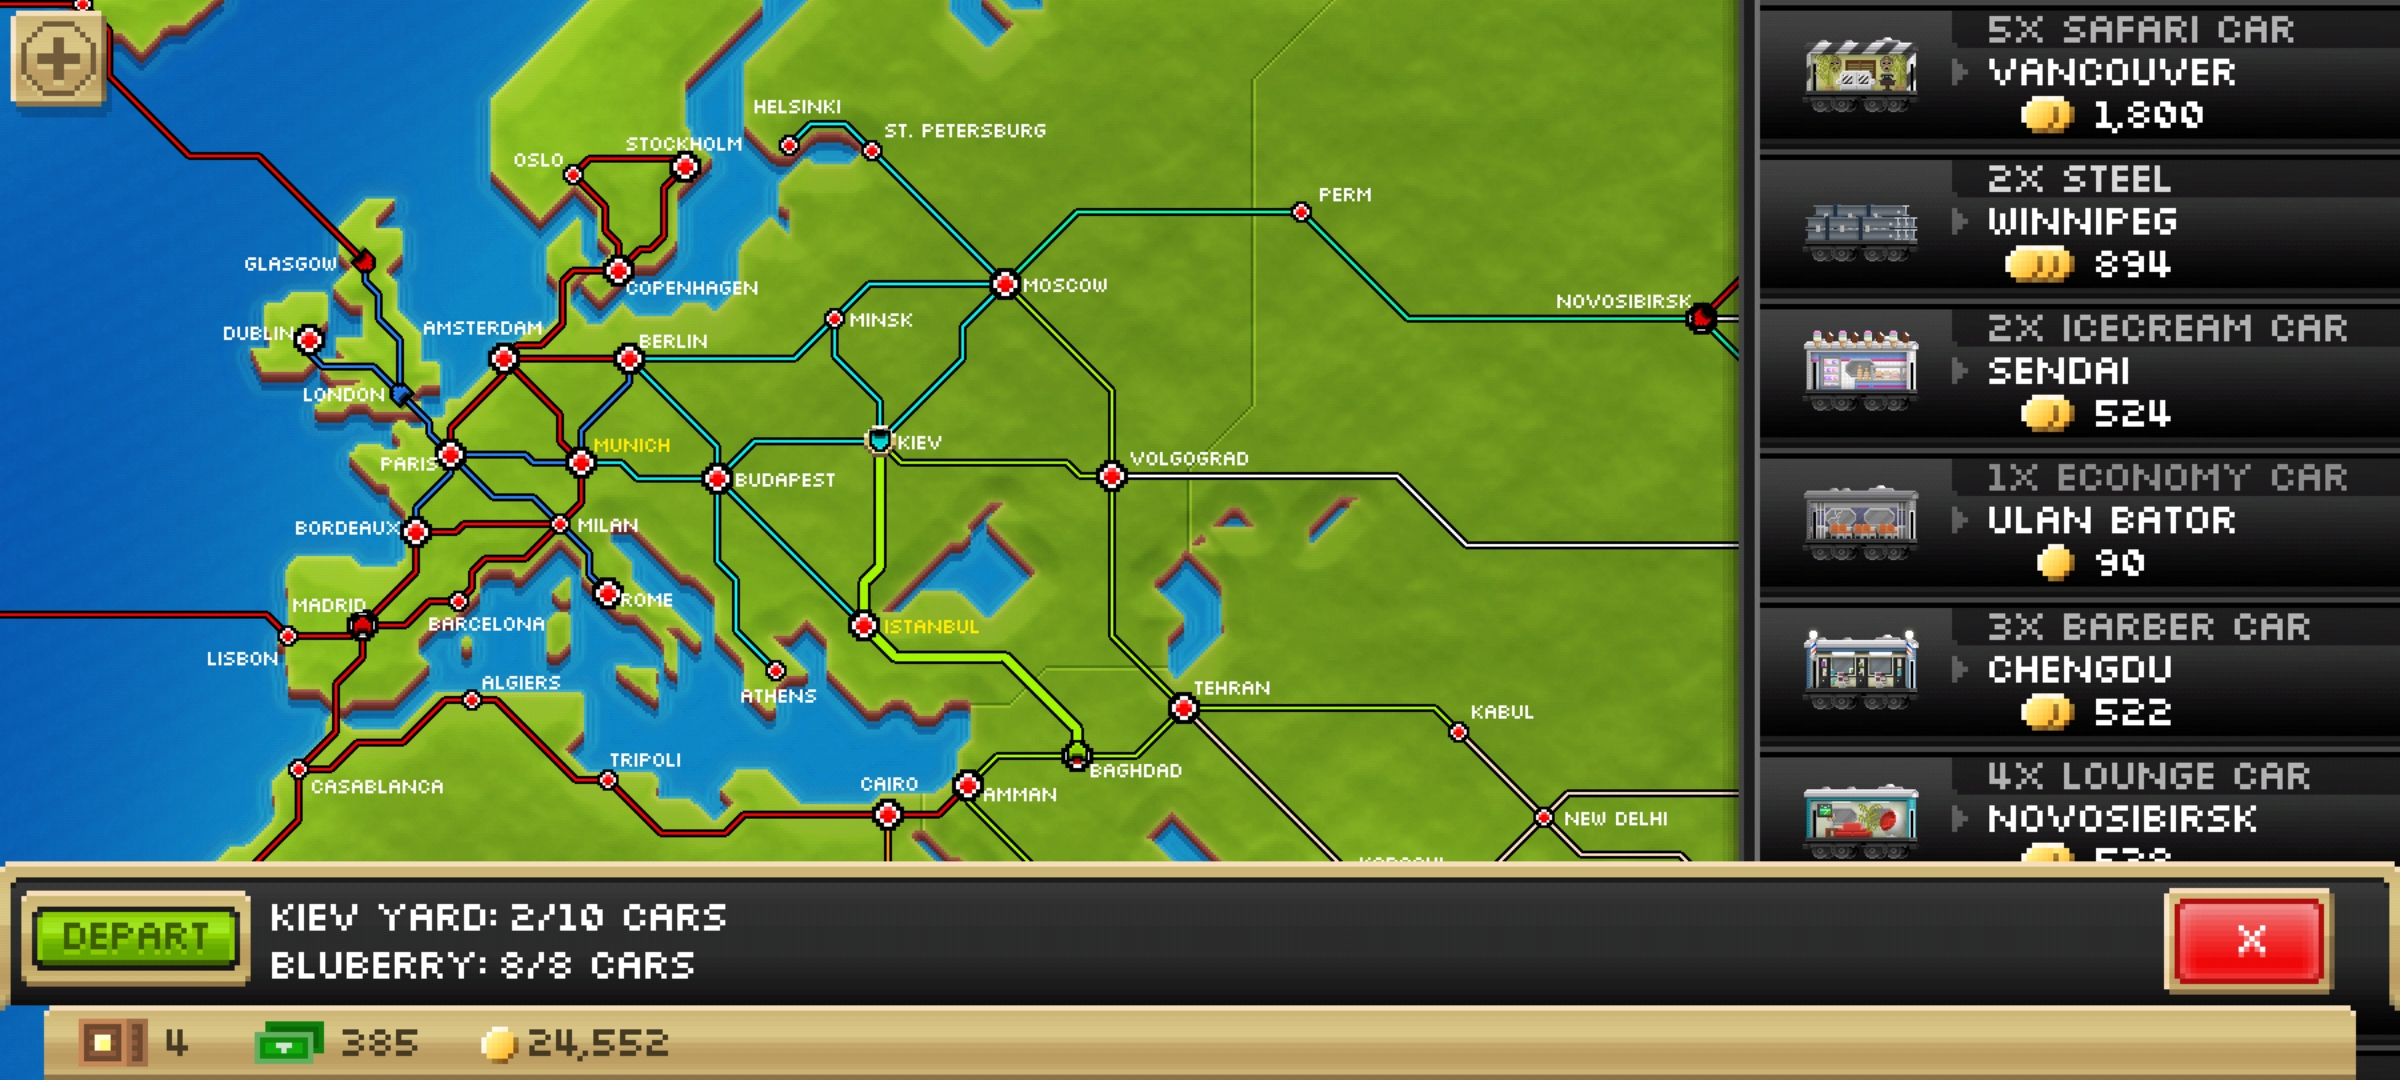 HELSINKI
ST. PETERSBURG
STOCKHOLM
OSLO
PERM
GLASGOW
COPENHAGEN
MOSCOW
NOVOSIBIRSK
DUBLIN
AMSTERDAM
BERLIN
MINSK
LONDON
MUNICH
KIEV
PARIS
BUDAPEST
VOLGOGRAD
BORDEAUX
MILAN
MADRID
ROME
BARCELONA
ISTANBUL
LISBON
ALGIERS
ATHENS
TEHRAN
KABUL
TRIPOLI
CASABLANCA
CAIRO
AMMAN
BAGHDAD
NEW DELHI
5X SAFARI CAR
VANCOUVER
1,800
2X STEEL
WINNIPEG
894
2X ICECREAM CAR
SENDAI
524
1X ECONOMY CAR
ULAN BATOR
90
3X BARBER CAR
CHENGDU
522
4X LOUNGE CAR
NOVOSIBIRSK
DEPART
KIEV YARD: 2/10 CARS
BLUBERRY: 8/8 CARS
X
4
385
24,552